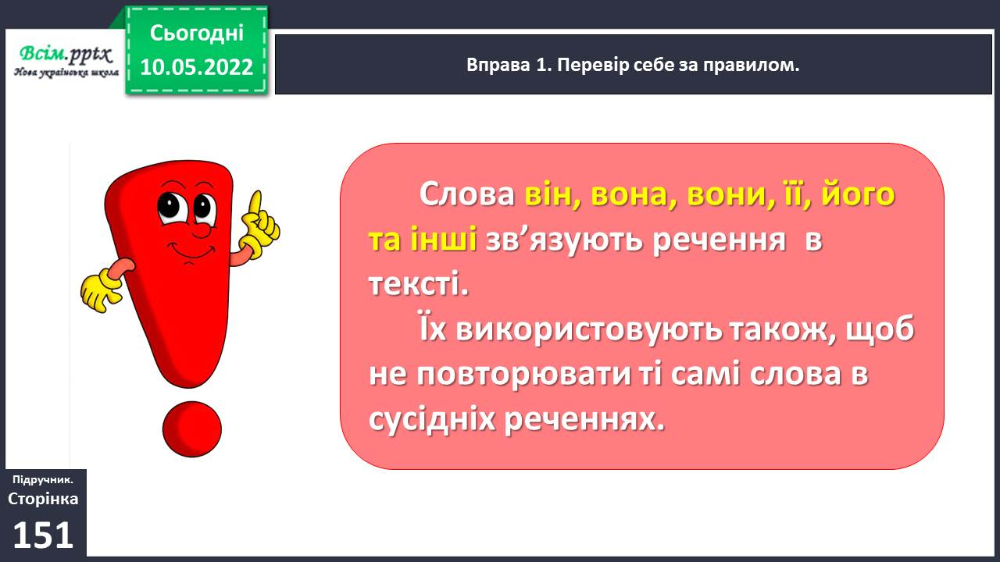 Всім.pptx
Нова українська школа
Сьогодні
10.05.2022
Вправа 1. Перевір себе за правилом.
Слова він, вона, вони, її, його
та інші зв’язують речення в
тексті.
Їх використовують також, щоб
не повторювати ті самі слова в
сусідніх реченнях.
Підручник.
Сторінка
151